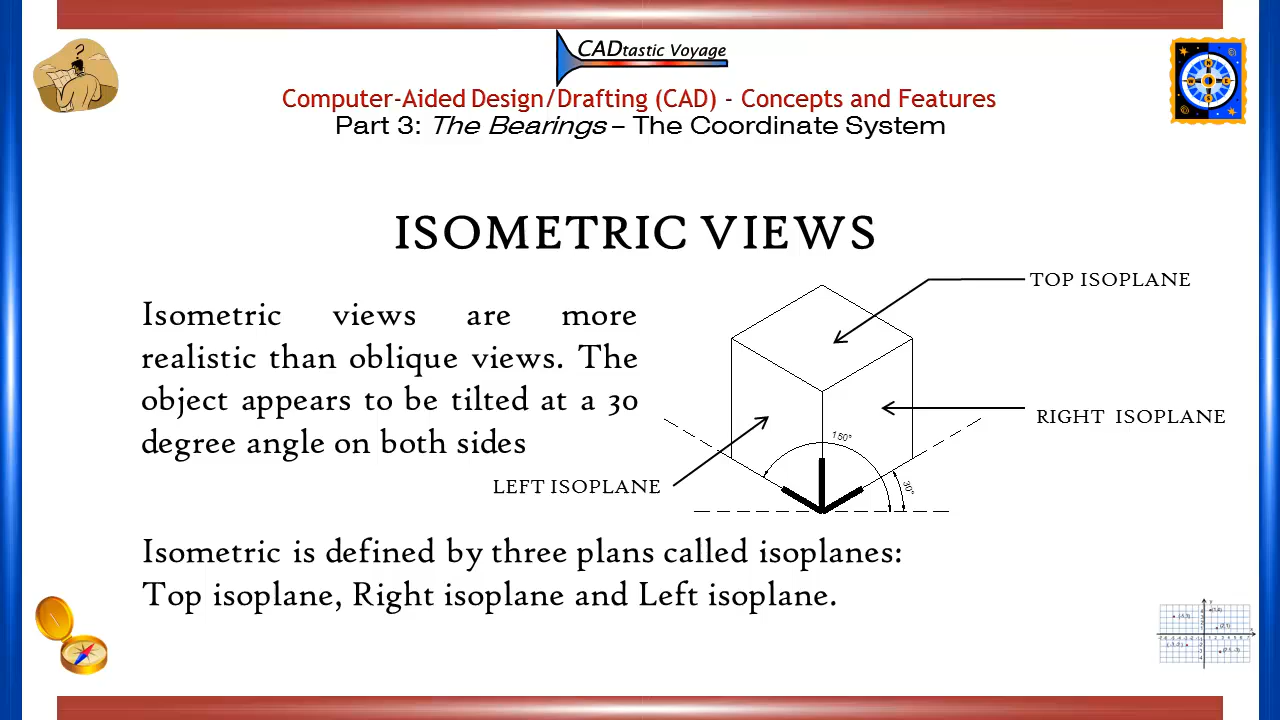 CADtastic Voyage
Computer-Aided Design/Drafting (CAD) - Concepts and Features
Part 3: The Bearings – The Coordinate System
ISOMETRIC VIEWS
Isometric views are more
realistic than oblique views. The
object appears to be tilted at a 30
degree angle on both sides
TOP ISOPLANE
RIGHT ISOPLANE
LEFT ISOPLANE
150°
30°
Isometric is defined by three plans called isoplanes:
Top isoplane, Right isoplane and Left isoplane.